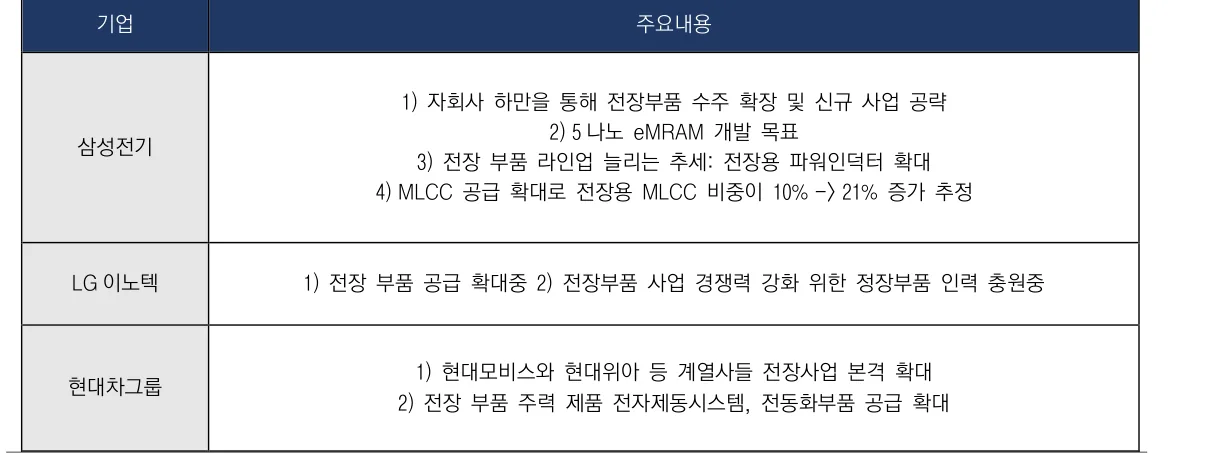 기업 주요내용
삼성전기
1) 자회사 하만을 통해 전장부품 수주 확장 및 신규 사업 공략
2) 5나노 eMRAM 개발 목표
3) 전장 부품 라인업 늘리는 추세: 전장용 파워인덕터 확대
4) MLCC 공급 확대로 전장용 MLCC 비중이 10% -> 21% 증가 추정
LG이노텍 1) 전장 부품 공급 확대중 2) 전장부품 사업 경쟁력 강화 위한 정장부품 인력 충원중
현대차그룹
1) 현대모비스와 현대위아 등 계열사들 전장사업 본격 확대
2) 전장 부품 주력 제품 전자제동시스템, 전동화부품 공급 확대